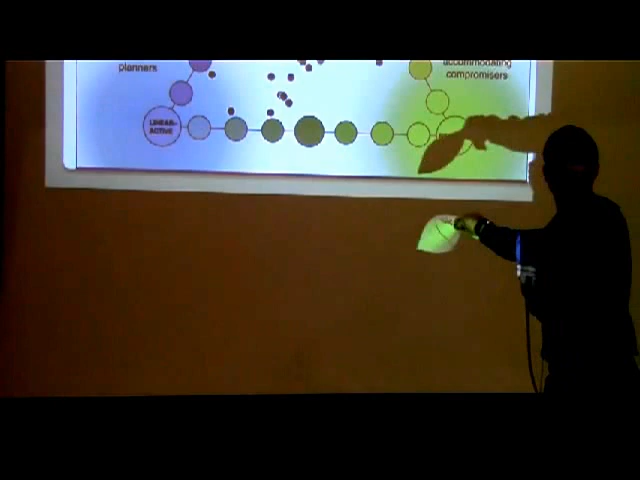 planners
accommodating
compromisers
LINEAR-
ACTIVE